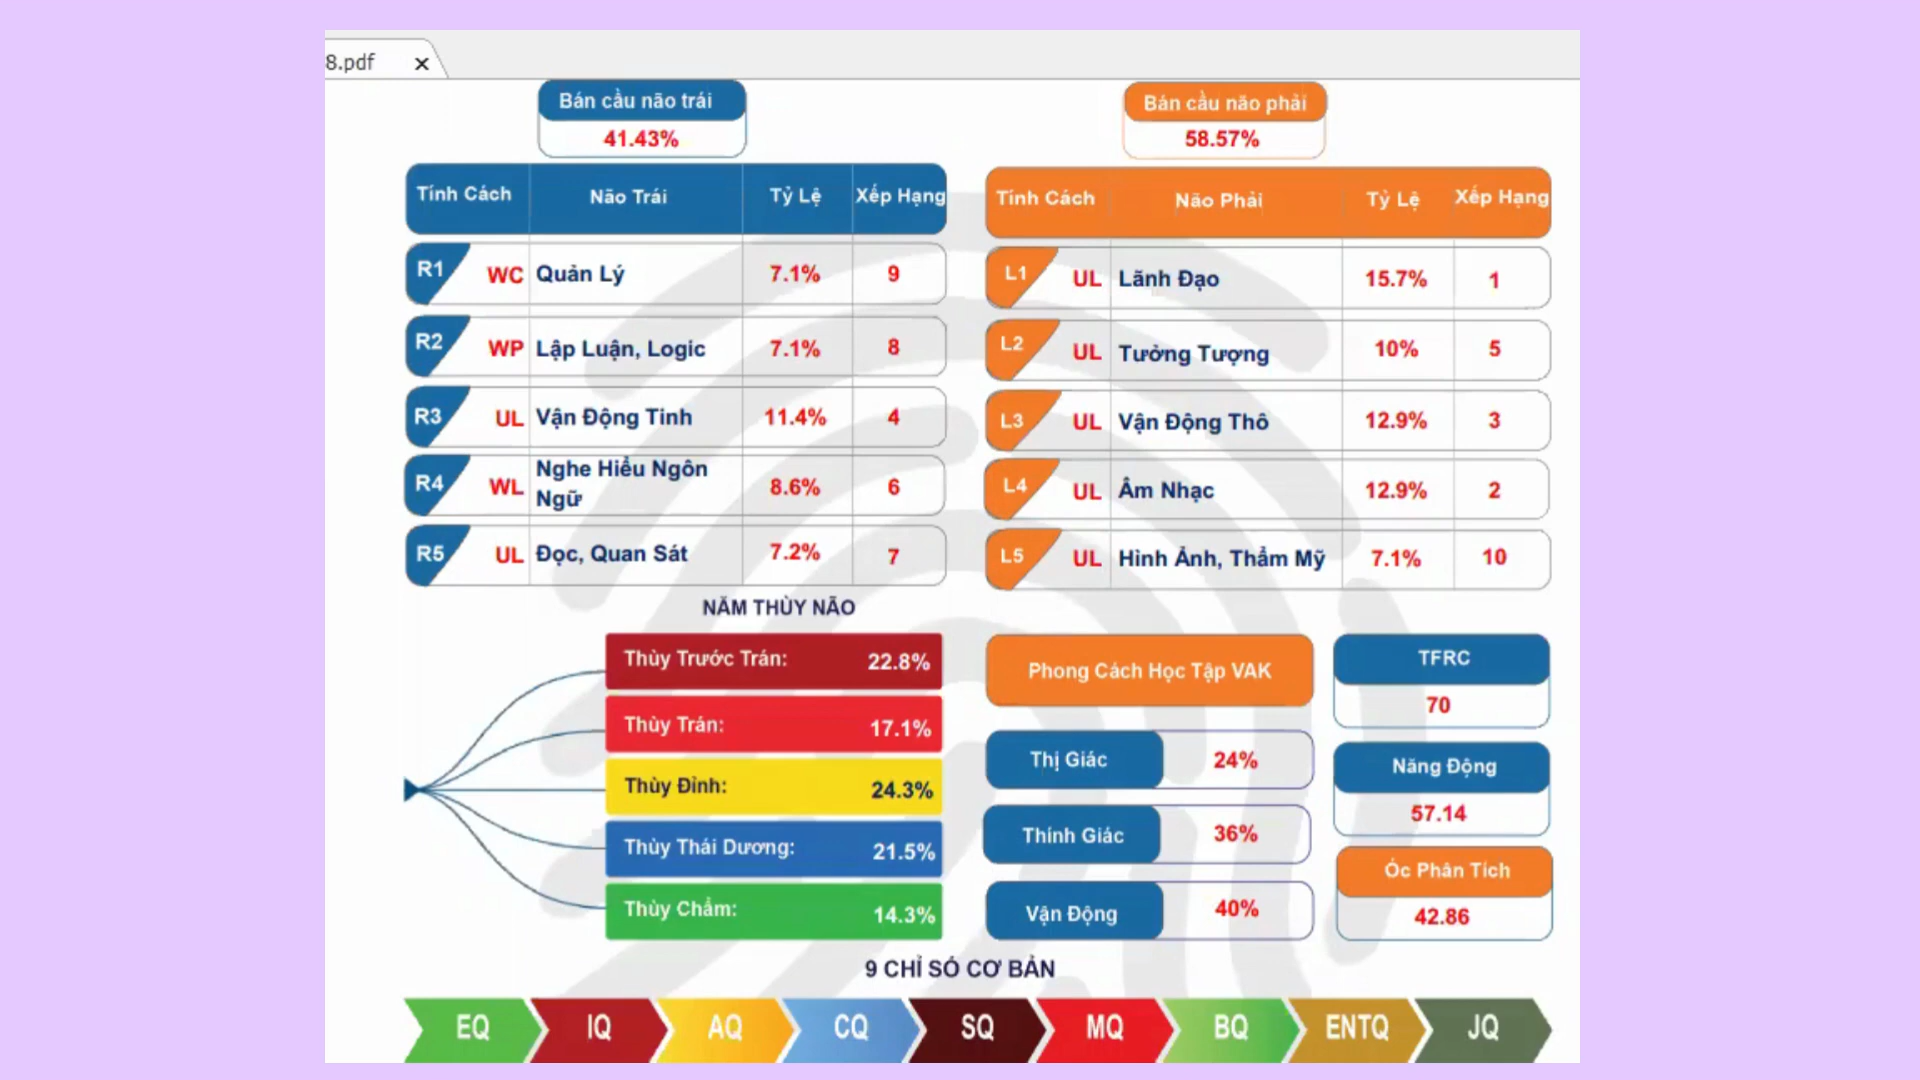 8.pdf
Bán cầu não trái
41.43%
Bán cầu não phải
58.57%
Tính Cách Não Trái Tỷ Lệ Xếp Hạng
R1 WC Quản Lý 7.1% 9
R2 WP Lập Luận, Logic 7.1% 8
R3 UL Vận Động Tinh 11.4% 4
R4 WL Nghe Hiểu Ngôn
Ngữ 8.6% 6
R5 UL Đọc, Quan Sát 7.2% 7
Tính Cách Não Phải Tỷ Lệ Xếp Hạng
L1 UL Lãnh Đạo 15.7% 1
L2 UL Tưởng Tượng 10% 5
L3 UL Vận Động Thô 12.9% 3
L4 UL Âm Nhạc 12.9% 2
L5 UL Hình Ảnh, Thẩm Mỹ 7.1% 10
NĂM THÙY NÃO
Thùy Trước Trán: 22.8%
Thùy Trán: 17.1%
Thùy Đỉnh: 24.3%
Thùy Thái Dương: 21.5%
Thùy Chẩm: 14.3%
Phong Cách Học Tập VAK
Thị Giác 24%
Thính Giác 36%
Vận Động 40%
TFRC
70
Năng Động
57.14
Óc Phân Tích
42.86
9 CHỈ SỐ CƠ BẢN
EQ IQ AQ CQ SQ MQ BQ ENTQ JQ